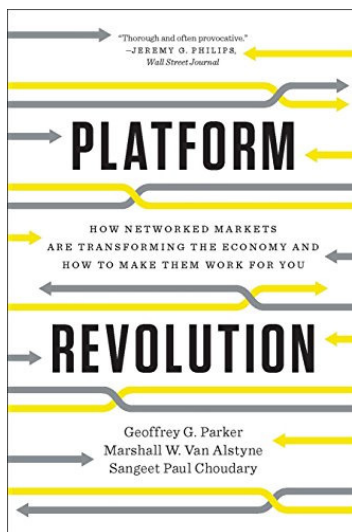 "Thorough and often provocative."
—JEREMY G. PHILIPS,
Wall Street Journal
PLATFORM
HOW NETWORKED MARKETS
ARE TRANSFORMING THE ECONOMY AND
HOW TO MAKE THEM WORK FOR YOU
REVOLUTION
Geoffrey G. Parker
Marshall W. Van Alstyne
Sangeet Paul Choudary